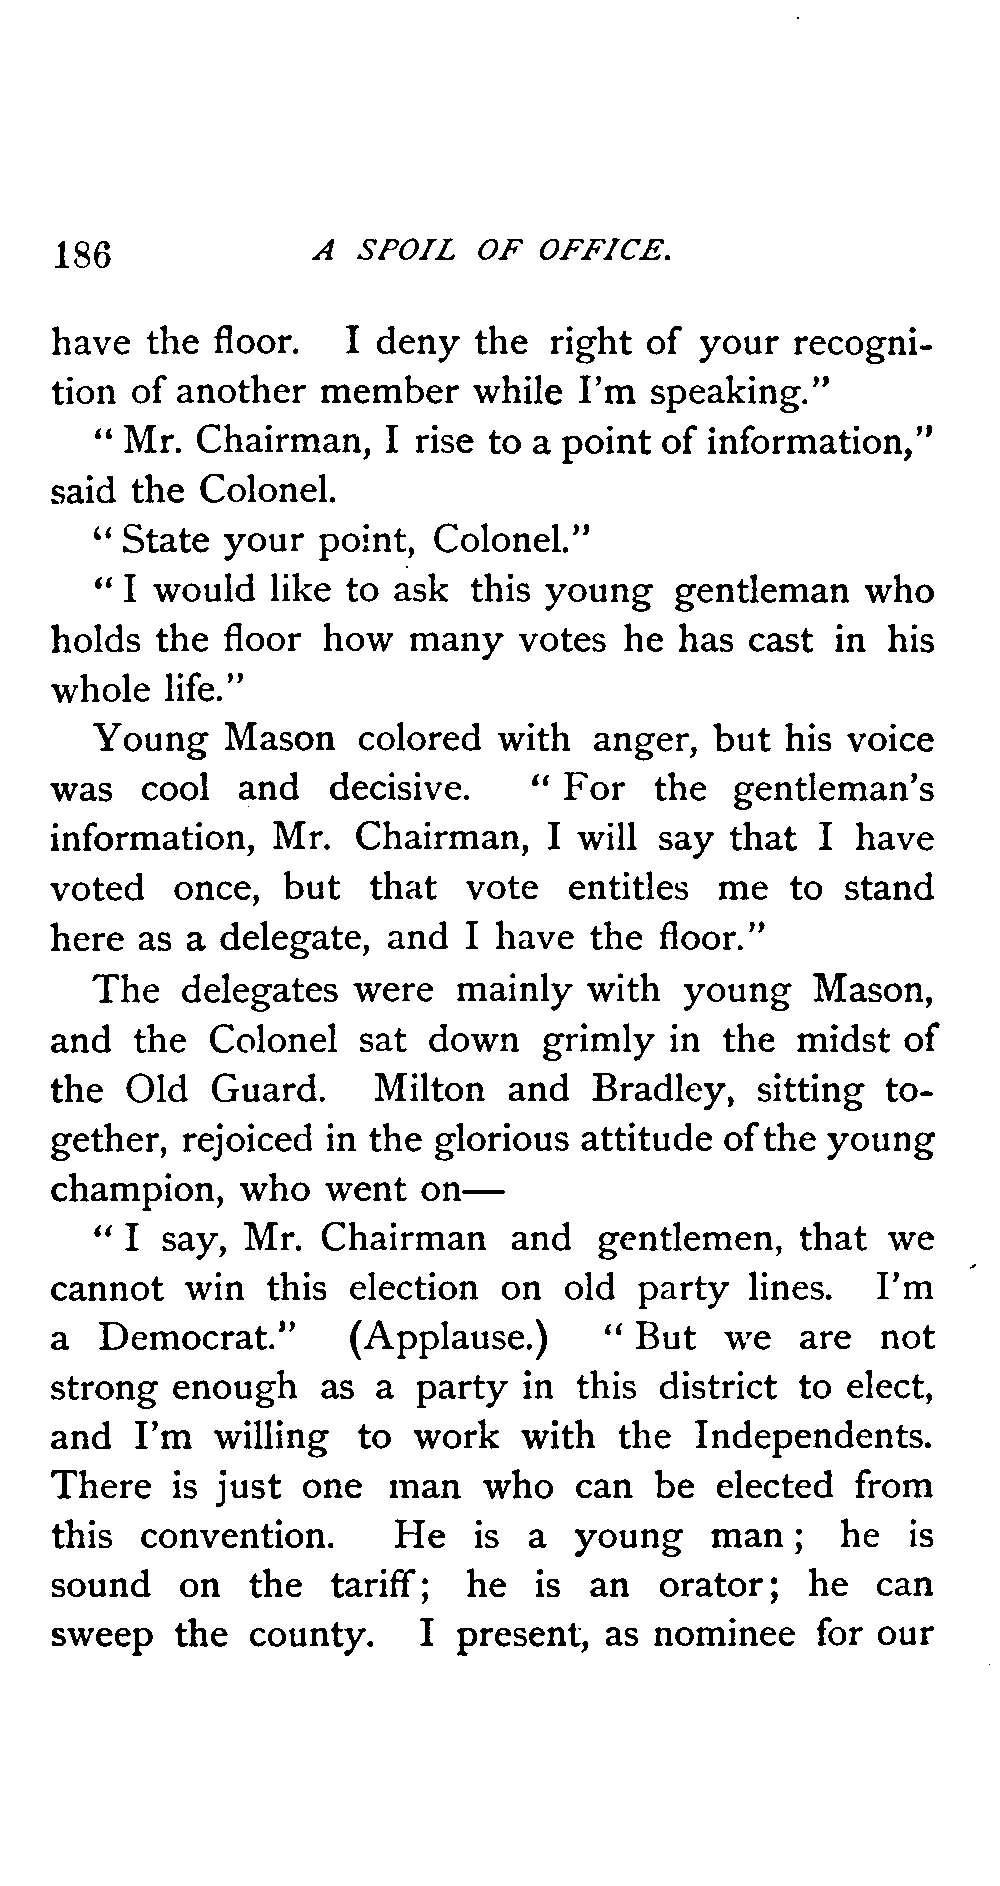 186 A SPOIL OF OFFICE.
have the floor. I deny the right of your recogni-
tion of another member while I'm speaking."
"Mr. Chairman, I rise to a point of information,"
said the Colonel.
"State your point, Colonel."
"I would like to ask this young gentleman who
holds the floor how many votes he has cast in his
whole life."
Young Mason colored with anger, but his voice
was cool and decisive. "For the gentleman's
information, Mr. Chairman, I will say that I have
voted once, but that vote entitles me to stand
here as a delegate, and I have the floor."
The delegates were mainly with young Mason,
and the Colonel sat down grimly in the midst of
the Old Guard. Milton and Bradley, sitting to-
gether, rejoiced in the glorious attitude of the young
champion, who went on—
"I say, Mr. Chairman and gentlemen, that we
cannot win this election on old party lines. I'm
a Democrat." (Applause.) "But we are not
strong enough as a party in this district to elect,
and I'm willing to work with the Independents.
There is just one man who can be elected from
this convention. He is a young man; he is
sound on the tariff; he is an orator; he can
sweep the county. I present, as nominee for our